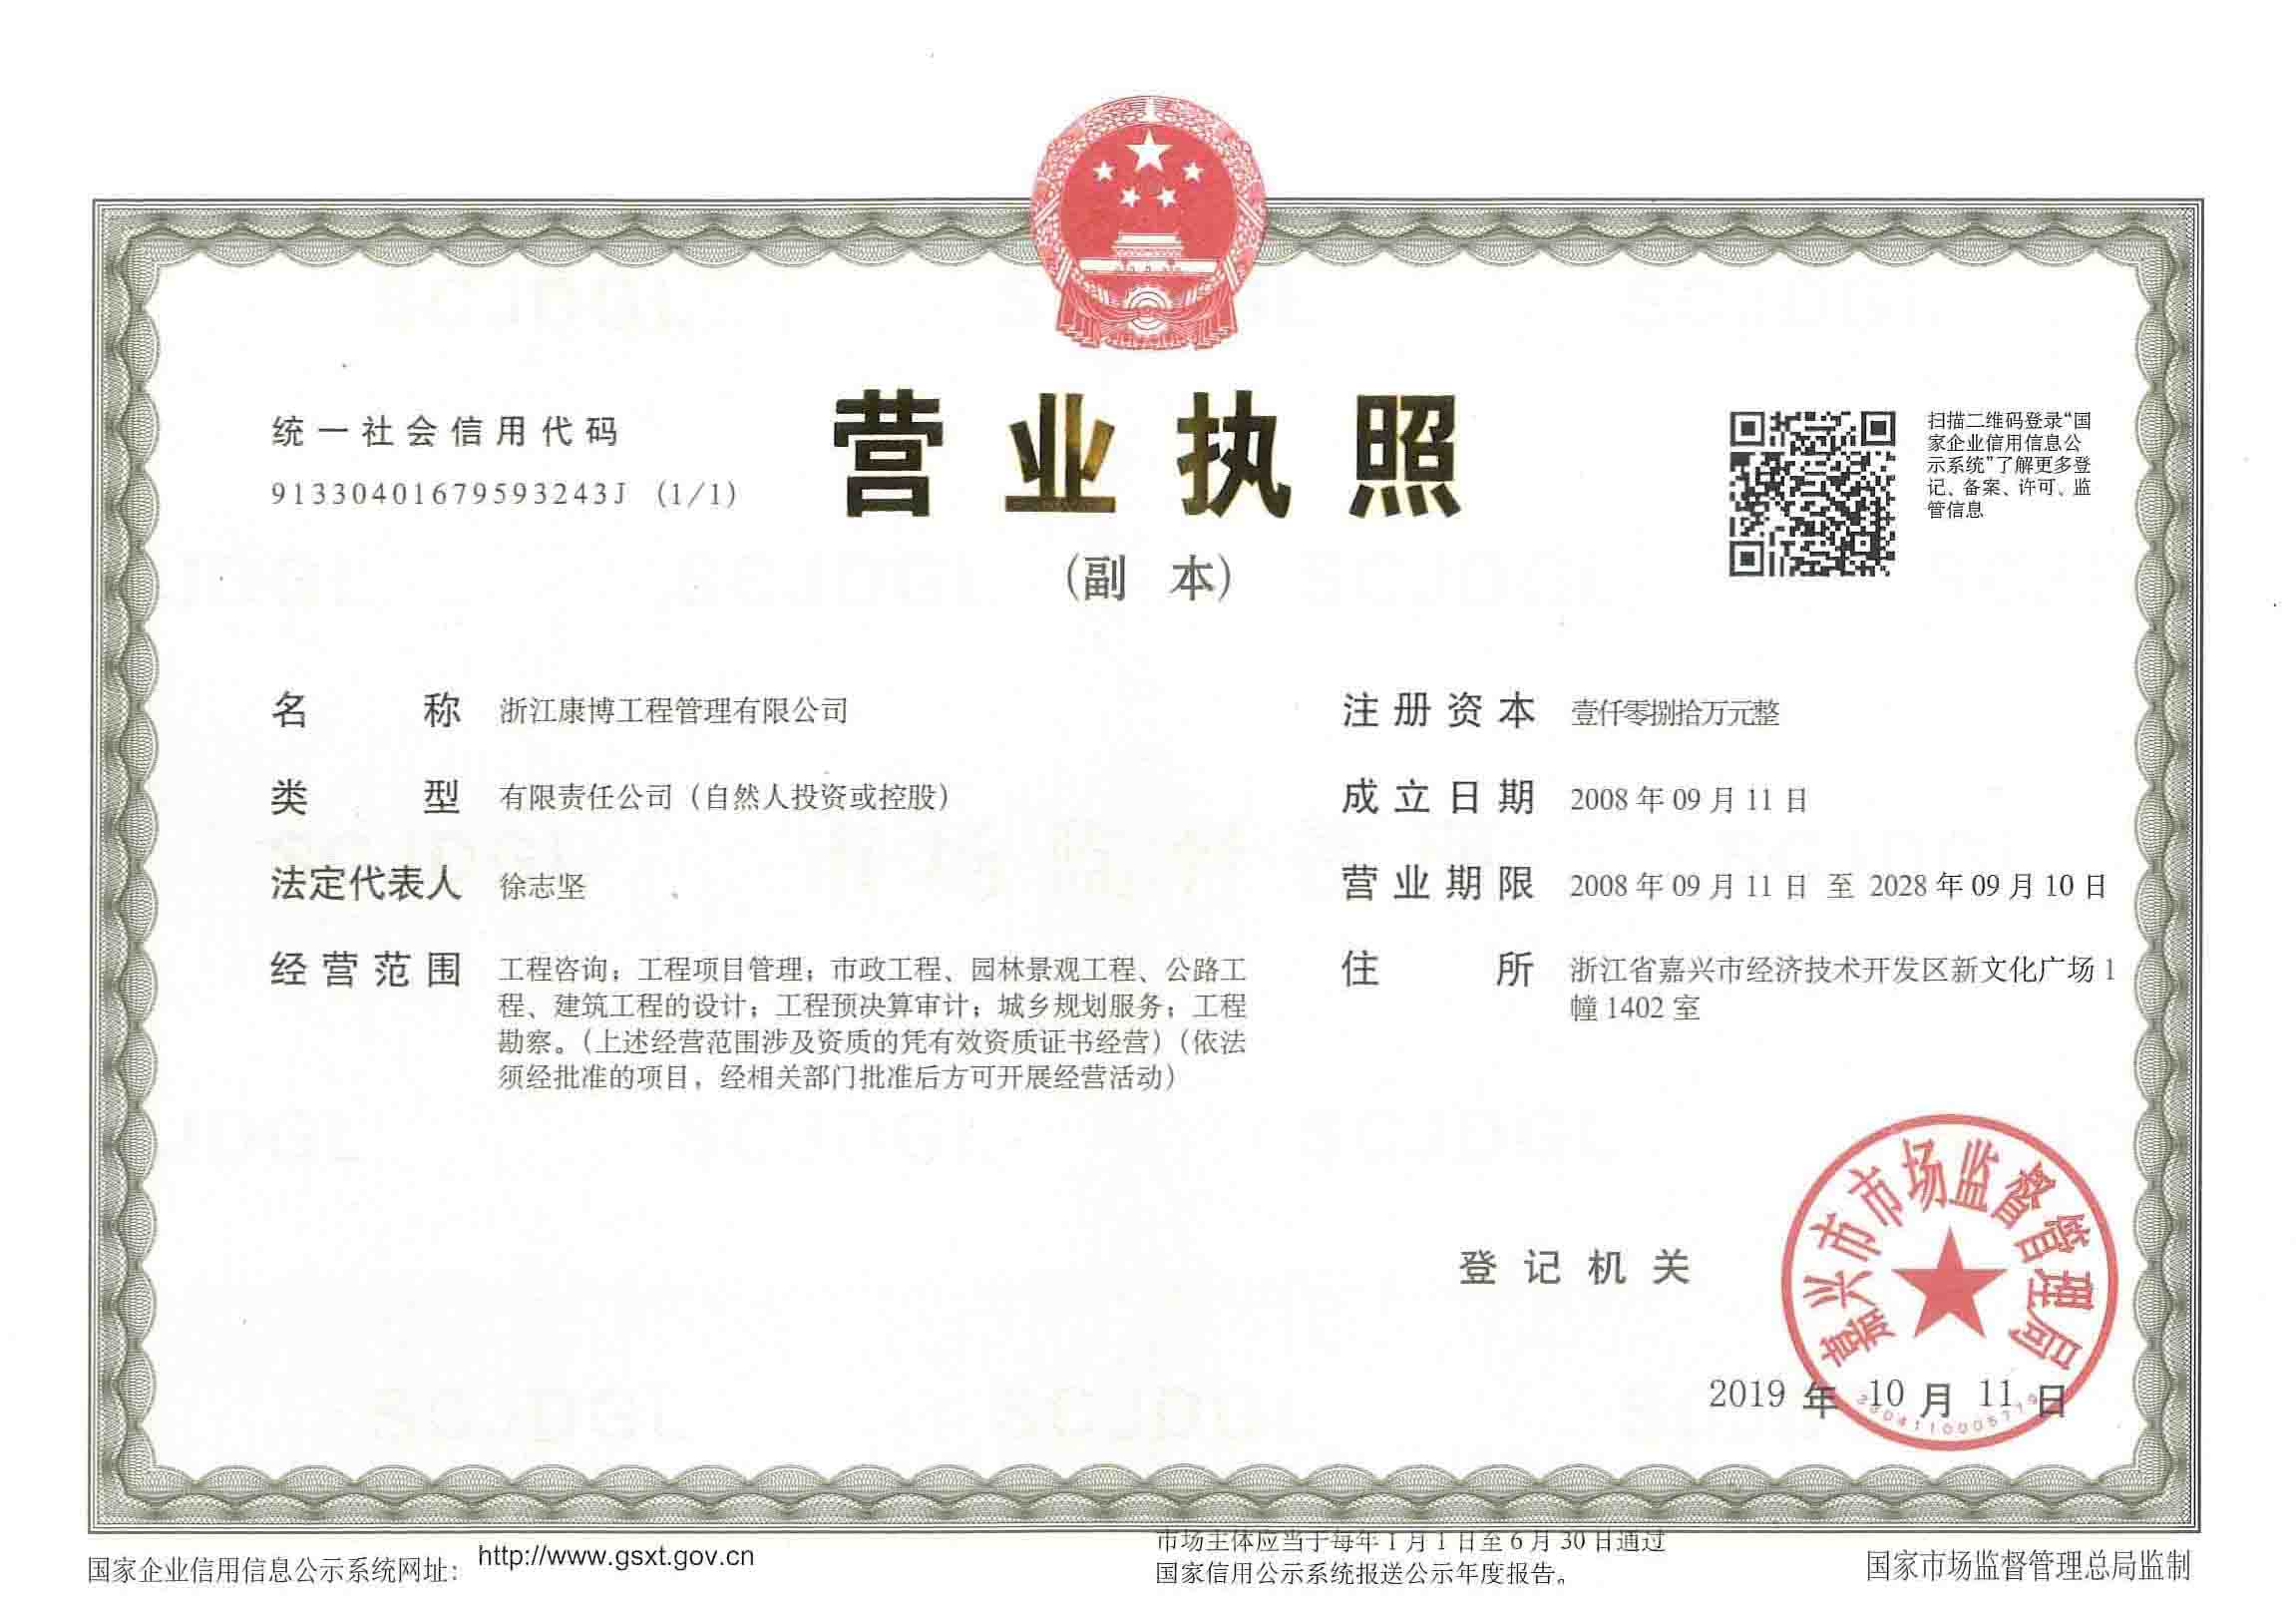 统一社会信用代码
91330401679593243J (1/1)
营业执照
(副 本)
扫描二维码登录“国
家企业信用信息公
示系统”了解更多登
记、备案、许可、监
管信息
名称 浙江康博工程管理有限公司
类型 有限责任公司（自然人投资或控股）
法定代表人 徐志坚
经营范围 工程咨询；工程项目管理；市政工程、园林景观工程、公路工
程、建筑工程的设计；工程预决算审计；城乡规划服务；工程
勘察。（上述经营范围涉及资质的凭有效资质证书经营）（依法
须经批准的项目，经相关部门批准后方可开展经营活动）
注册资本 壹仟零捌拾万元整
成立日期 2008年09月11日
营业期限 2008年09月11日 至 2028年09月10日
住所 浙江省嘉兴市经济技术开发区新文化广场1
幢1402室
登记机关
嘉兴市市场监督管理局
2019年10月11日
国家企业信用信息公示系统网址：http://www.gsxt.gov.cn
市场主体应当于每年1月1日至6月30日通过
国家信用公示系统报送公示年度报告。
国家市场监督管理总局监制